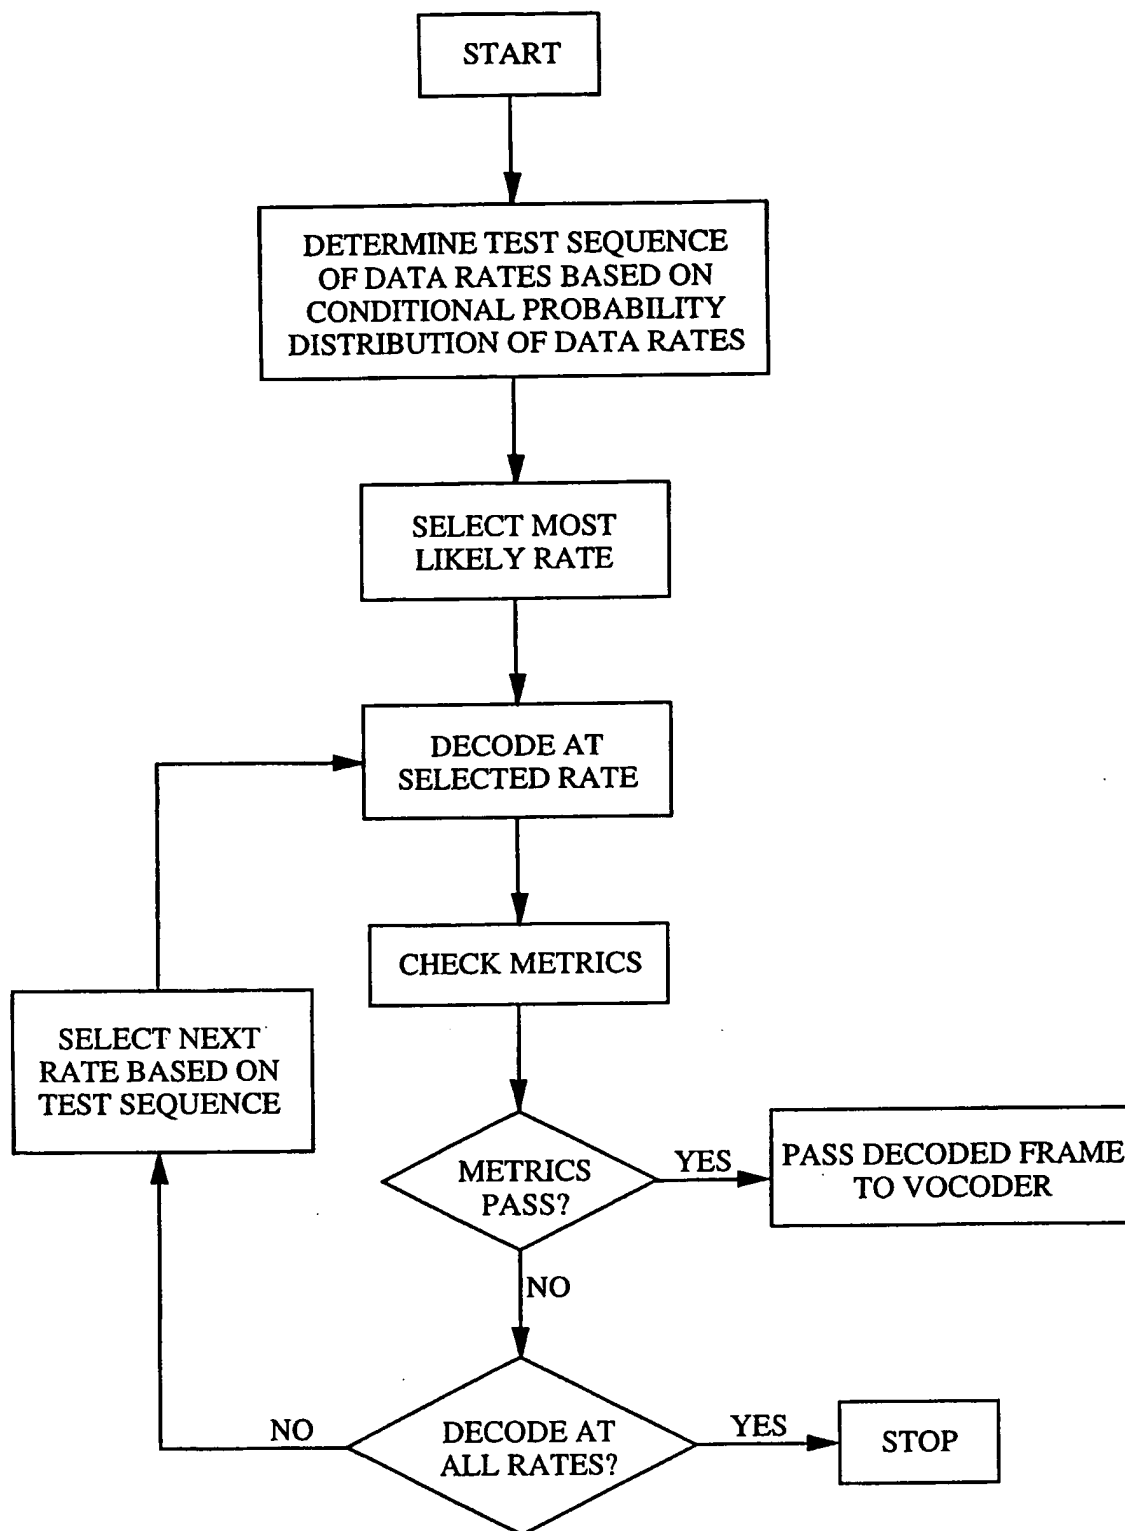 START
DETERMINE TEST SEQUENCE
OF DATA RATES BASED ON
CONDITIONAL PROBABILITY
DISTRIBUTION OF DATA RATES
SELECT MOST
LIKELY RATE
DECODE AT
SELECTED RATE
CHECK METRICS
SELECT NEXT
RATE BASED ON
TEST SEQUENCE
METRICS
PASS?
YES
PASS DECODED FRAME
TO VOCODER
NO
DECODE AT
ALL RATES?
NO
YES
STOP